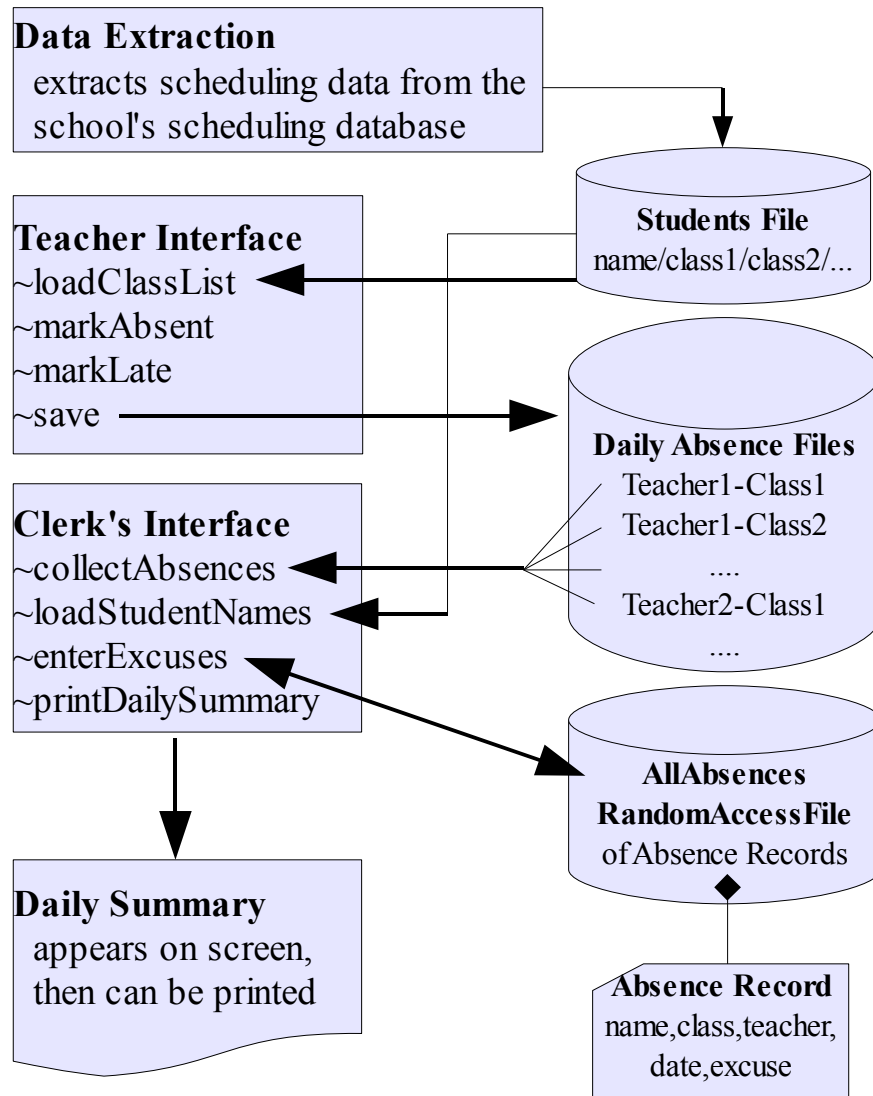 Data Extraction
extracts scheduling data from the
school's scheduling database
Students File
name/class1/class2/...
Teacher Interface
~loadClassList
~markAbsent
~markLate
~save
Daily Absence Files
Teacher1-Class1
Teacher1-Class2
....
Teacher2-Class1
....
Clerk's Interface
~collectAbsences
~loadStudentNames
~enterExcuses
~printDailySummary
AllAbsences
RandomAccessFile
of Absence Records
Daily Summary
appears on screen,
then can be printed
Absence Record
name,class,teacher,
date,excuse